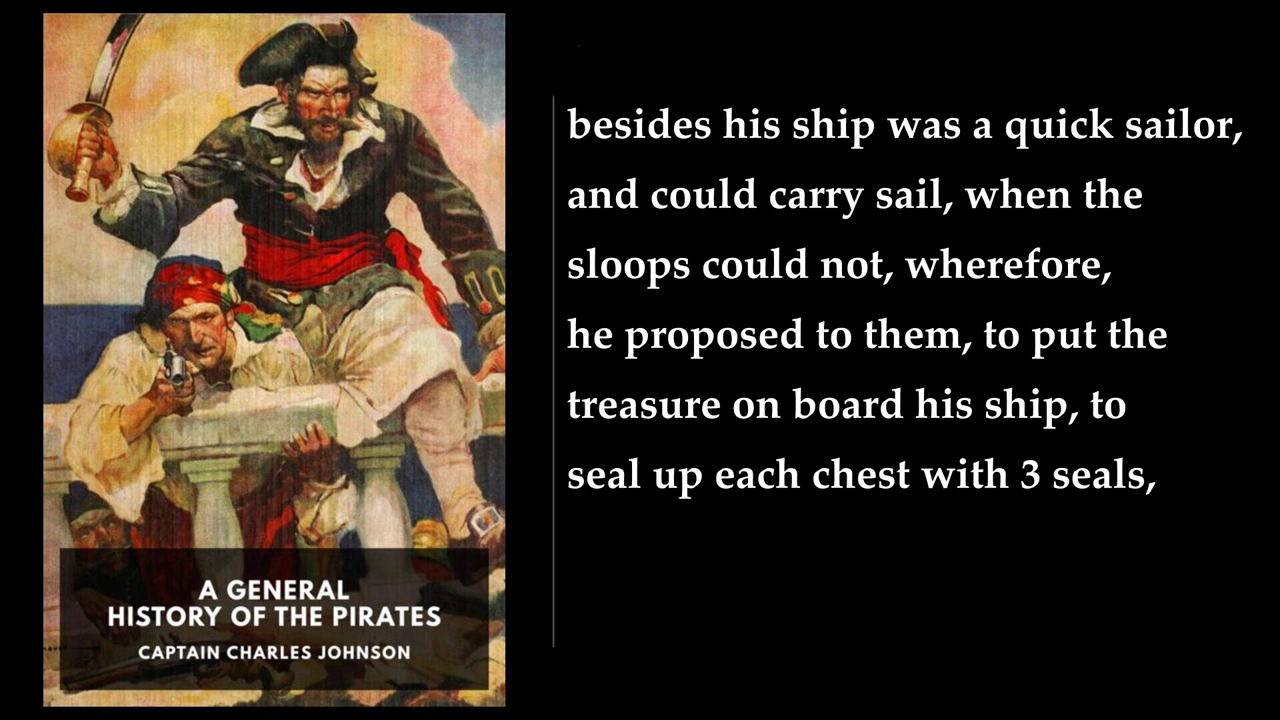 besides his ship was a quick sailor,
and could carry sail, when the
sloops could not, wherefore,
he proposed to them, to put the
treasure on board his ship, to
seal up each chest with 3 seals,
A GENERAL
HISTORY OF THE PIRATES
CAPTAIN CHARLES JOHNSON